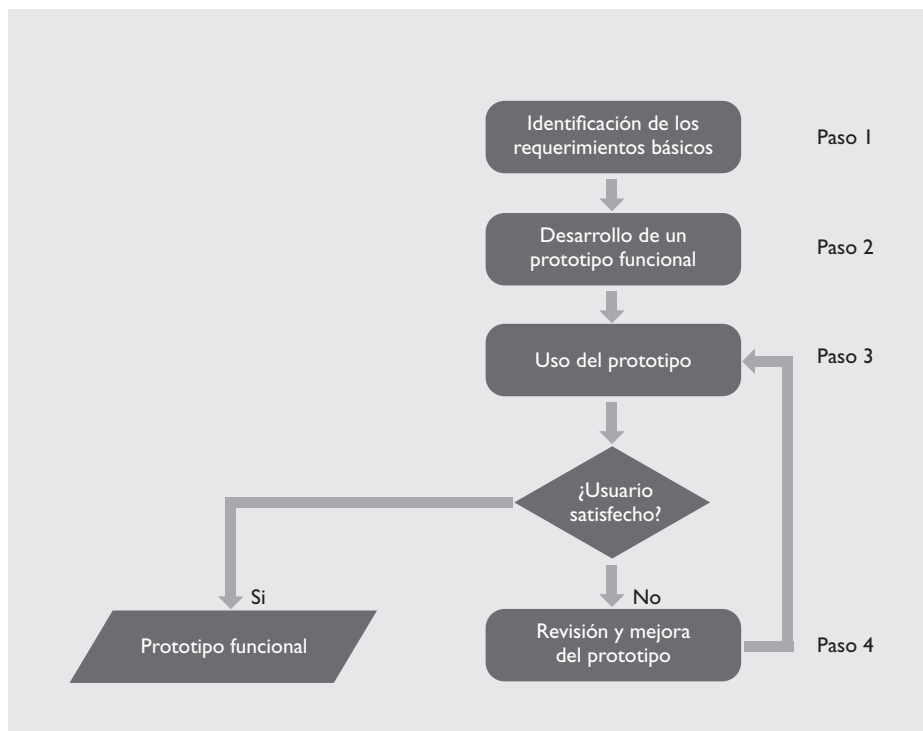 Identificación de los
requerimientos básicos
Paso 1
Desarrollo de un
prototipo funcional
Paso 2
Uso del prototipo
Paso 3
¿Usuario
satisfecho?
Si
No
Prototipo funcional
Revisión y mejora
del prototipo
Paso 4